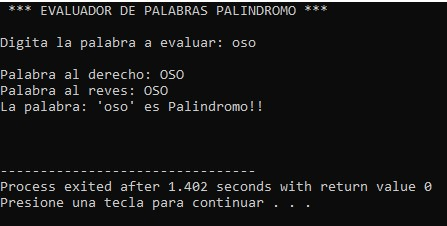 *** EVALUADOR DE PALABRAS PALINDROMO ***
Digita la palabra a evaluar: oso
Palabra al derecho: OSO
Palabra al reves: OSO
La palabra: 'oso' es Palindromo!!
--------------------------------
Process exited after 1.402 seconds with return value 0
Presione una tecla para continuar . . .